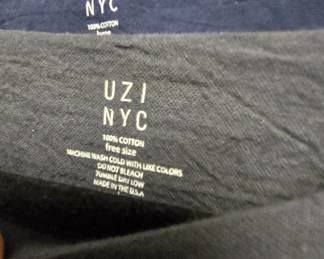 NYC
100% COTTON
free
UZI
NYC
100% COTTON
free size
MACHINE WASH COLD WITH LIKE COLORS
DO NOT BLEACH
TUMBLE DRY LOW
MADE IN THE U.S.A